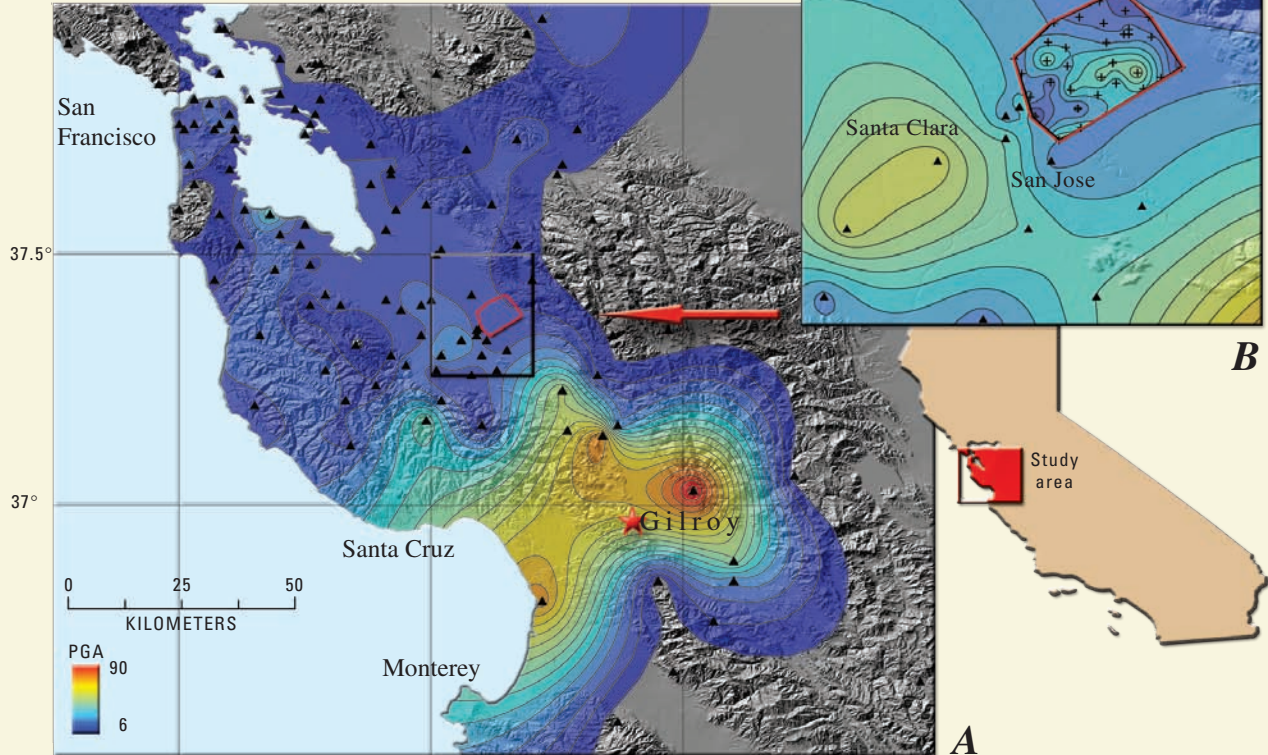 San
Francisco
37.5°
37°
Santa Cruz
Gilroy
Monterey
0 25 50
KILOMETERS
PGA
90
6
A
Santa Clara
San Jose
B
Study
area